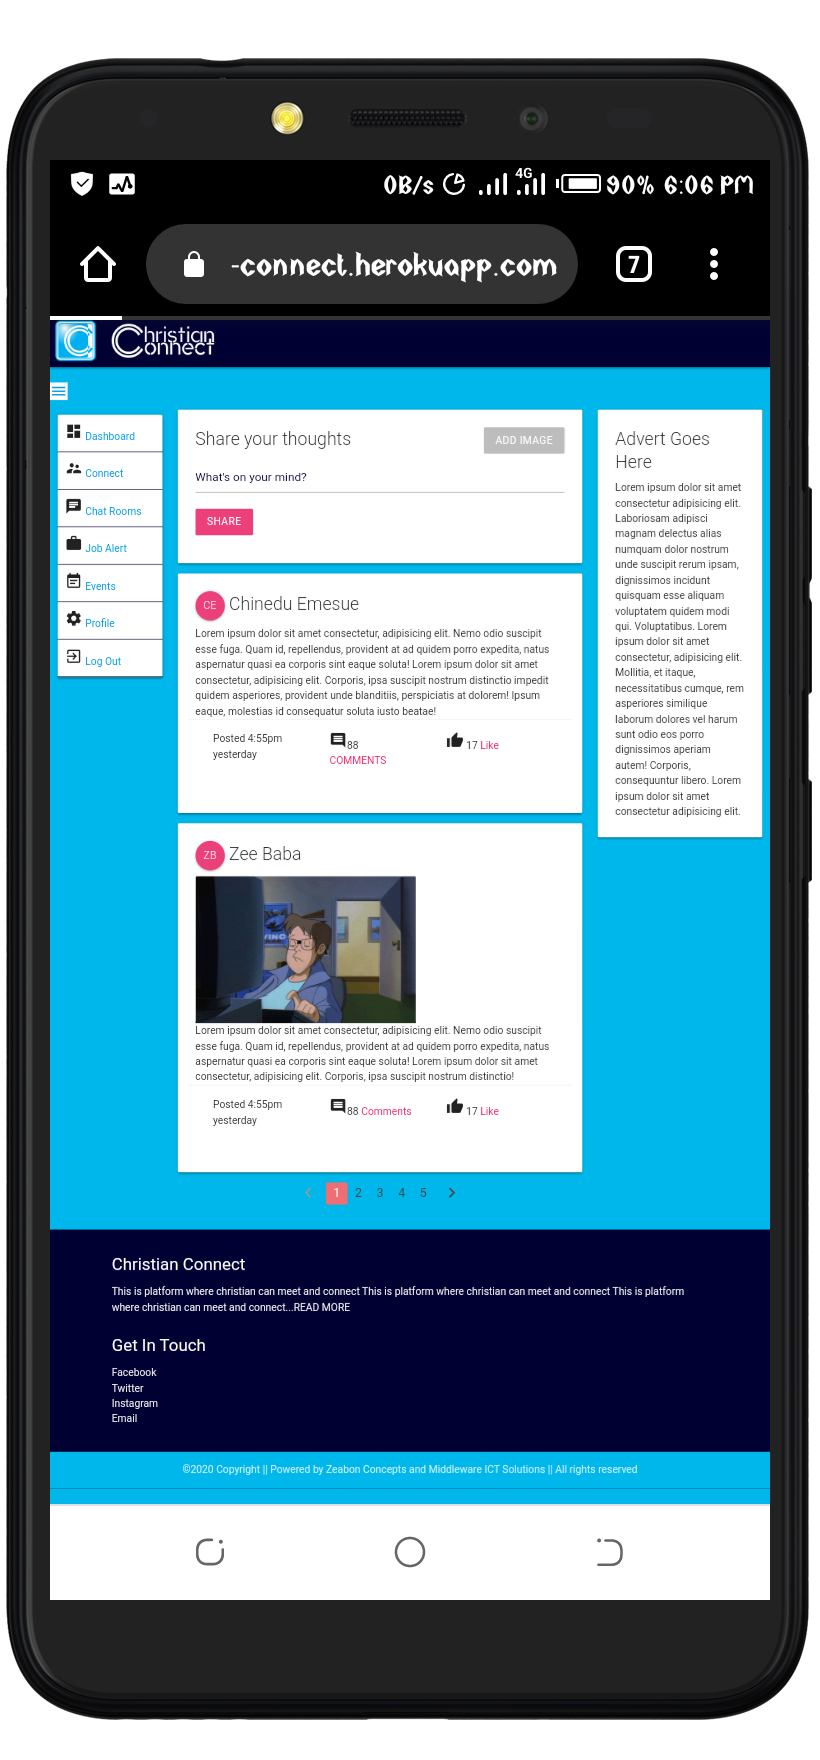 0B/s 4G 90% 6:06 PM
-connect.herokuapp.com
7
Christian
Connect
Dashboard
Connect
Chat Rooms
Job Alert
Events
Profile
Log Out
Share your thoughts
ADD IMAGE
What's on your mind?
SHARE
CE Chinedu Emesue
Lorem ipsum dolor sit amet consectetur, adipisicing elit. Nemo odio suscipit
esse fuga. Quam id, repellendus, provident at ad quidem porro expedita, natus
aspernatur quasi ea corporis sint eaque soluta! Lorem ipsum dolor sit amet
consectetur, adipisicing elit. Corporis, ipsa suscipit nostrum distinctio impedit
quidem asperiores, provident unde blanditiis, perspiciatis at dolorem! Ipsum
eaque, molestias id consequatur soluta iusto beatae!
Posted 4:55pm
yesterday
88
COMMENTS
17 Like
ZB Zee Baba
Lorem ipsum dolor sit amet consectetur, adipisicing elit. Nemo odio suscipit
esse fuga. Quam id, repellendus, provident at ad quidem porro expedita, natus
aspernatur quasi ea corporis sint eaque soluta! Lorem ipsum dolor sit amet
consectetur, adipisicing elit. Corporis, ipsa suscipit nostrum distinctio!
Posted 4:55pm
yesterday
88 Comments
17 Like
1 2 3 4 5
Advert Goes
Here
Lorem ipsum dolor sit amet
consectetur adipisicing elit.
Laboriosam adipisci
magnam delectus alias
numquam dolor nostrum
unde suscipit rerum ipsam,
dignissimos incidunt
quisquam esse aliquam
voluptatem quidem modi
qui. Voluptatibus. Lorem
ipsum dolor sit amet
consectetur, adipisicing elit.
Mollitia, et itaque,
necessitatibus cumque, rem
asperiores similique
laborum dolores vel harum
sunt odio eos porro
dignissimos aperiam
autem! Corporis,
consequuntur libero. Lorem
ipsum dolor sit amet
consectetur adipisicing elit.
Christian Connect
This is platform where christian can meet and connect This is platform where christian can meet and connect This is platform
where christian can meet and connect...READ MORE
Get In Touch
Facebook
Twitter
Instagram
Email
©2020 Copyright || Powered by Zeabon Concepts and Middleware ICT Solutions || All rights reserved